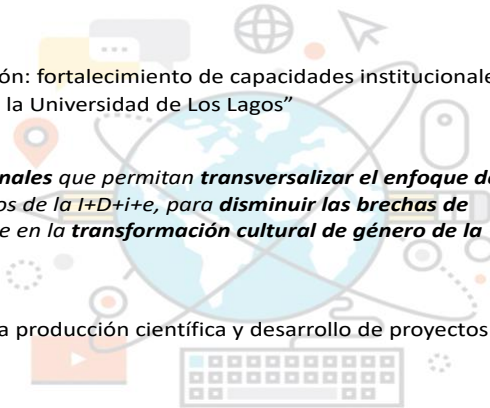 ón: fortalecimiento de capacidades institucionale
la Universidad de Los Lagos”
nales que permitan transversalizar el enfoque d
os de la I+D+i+e, para disminuir las brechas de
e en la transformación cultural de género de la
a producción científica y desarrollo de proyectos